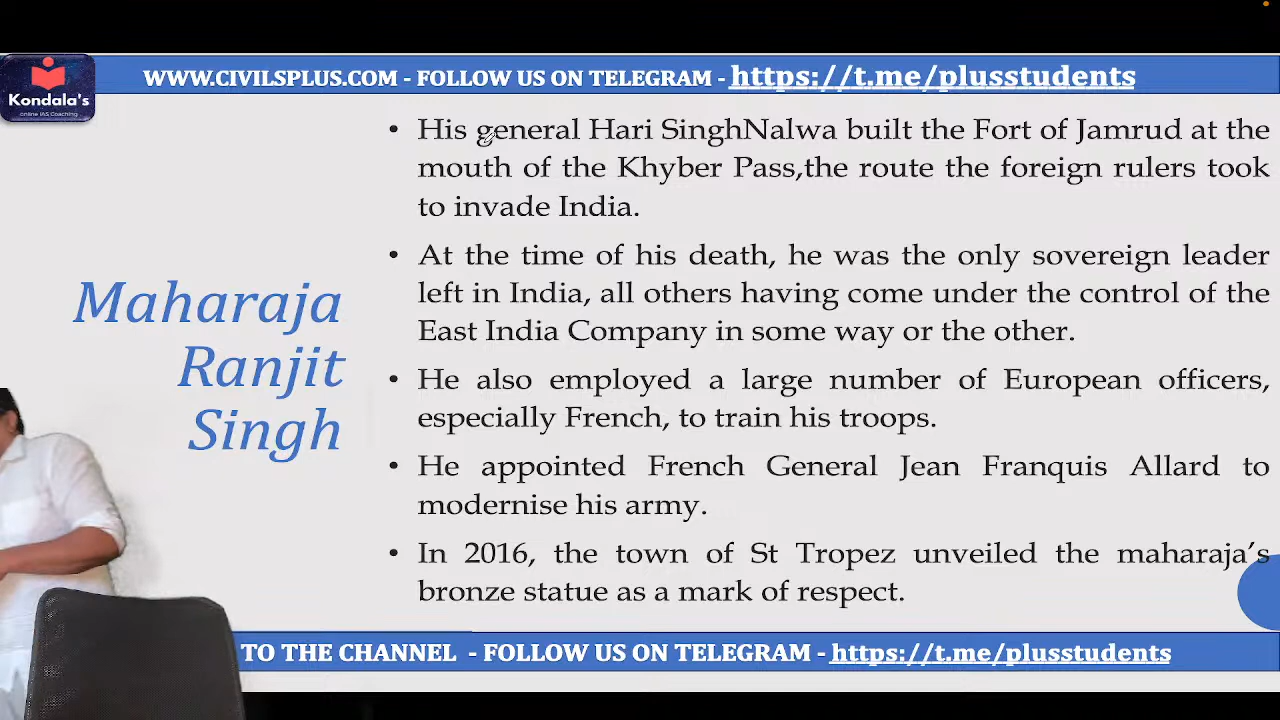 WWW.CIVILSPLUS.COM - FOLLOW US ON TELEGRAM - https://t.me/plusstudents
Kondala's
online IAS Coaching
Maharaja
Ranjit
Singh
• His general Hari SinghNalwa built the Fort of Jamrud at the
mouth of the Khyber Pass,the route the foreign rulers took
to invade India.
• At the time of his death, he was the only sovereign leader
left in India, all others having come under the control of the
East India Company in some way or the other.
• He also employed a large number of European officers,
especially French, to train his troops.
• He appointed French General Jean Franquis Allard to
modernise his army.
• In 2016, the town of St Tropez unveiled the maharaja's
bronze statue as a mark of respect.
TO THE CHANNEL - FOLLOW US ON TELEGRAM - https://t.me/plusstudents